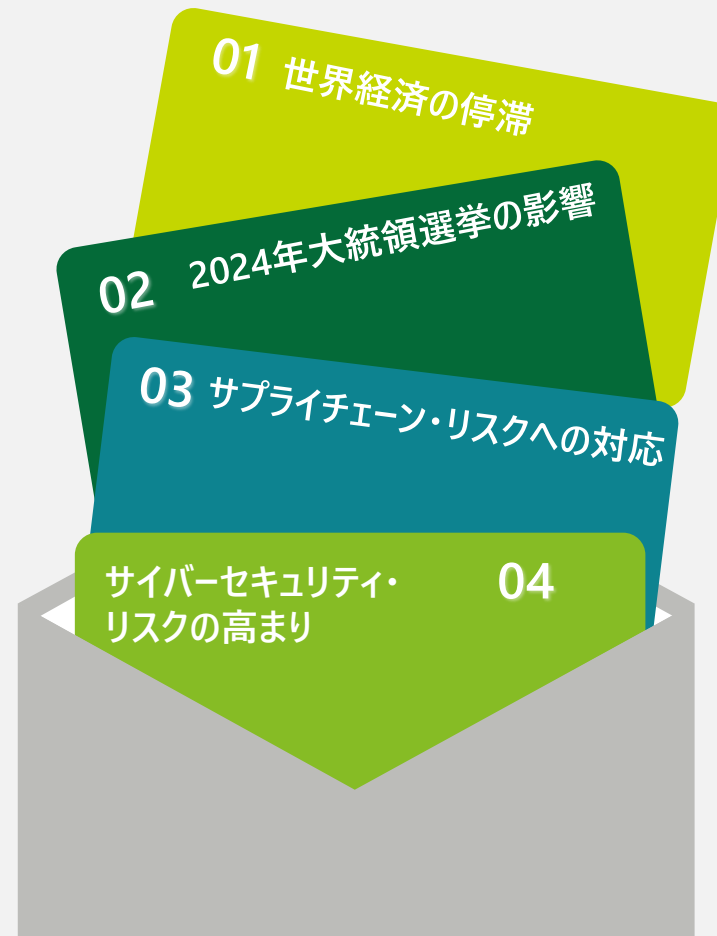 01 世界経済の停滞
02 2024年大統領選挙の影響
03 サプライチェーン・リスクへの対応
サイバーセキュリティ・ 04
リスクの高まり